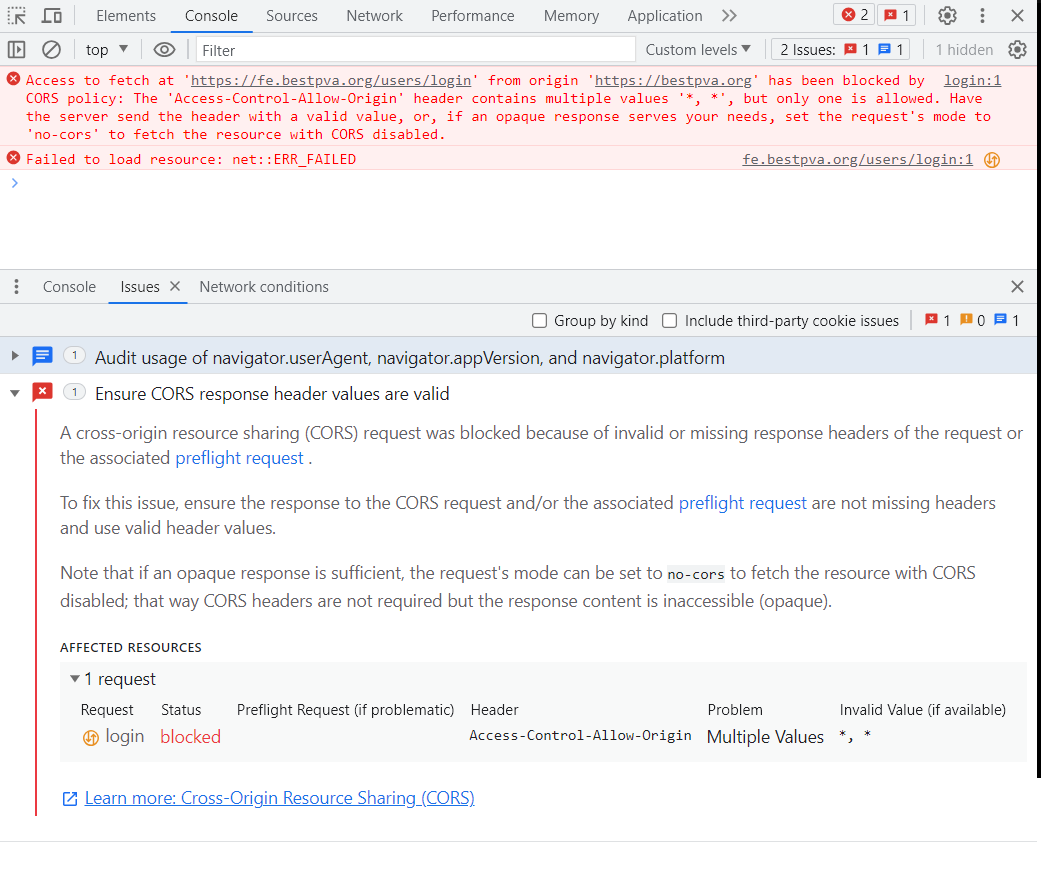 Elements Console Sources Network Performance Memory Application 2 1
top Filter Custom levels 2 Issues: 1 1 1 hidden
Access to fetch at 'https://fe.bestpva.org/users/login' from origin 'https://bestpva.org' has been blocked by login:1
CORS policy: The 'Access-Control-Allow-Origin' header contains multiple values '*, *', but only one is allowed. Have
the server send the header with a valid value, or, if an opaque response serves your needs, set the request's mode to
'no-cors' to fetch the resource with CORS disabled.
Failed to load resource: net::ERR_FAILED fe.bestpva.org/users/login:1
Console Issues Network conditions
Group by kind Include third-party cookie issues 1 0 1
1 Audit usage of navigator.userAgent, navigator.appVersion, and navigator.platform
1 Ensure CORS response header values are valid
A cross-origin resource sharing (CORS) request was blocked because of invalid or missing response headers of the request or
the associated preflight request .
To fix this issue, ensure the response to the CORS request and/or the associated preflight request are not missing headers
and use valid header values.
Note that if an opaque response is sufficient, the request's mode can be set to no-cors to fetch the resource with CORS
disabled; that way CORS headers are not required but the response content is inaccessible (opaque).
AFFECTED RESOURCES
1 request
Request Status Preflight Request (if problematic) Header Problem Invalid Value (if available)
login blocked Access-Control-Allow-Origin Multiple Values *, *
Learn more: Cross-Origin Resource Sharing (CORS)